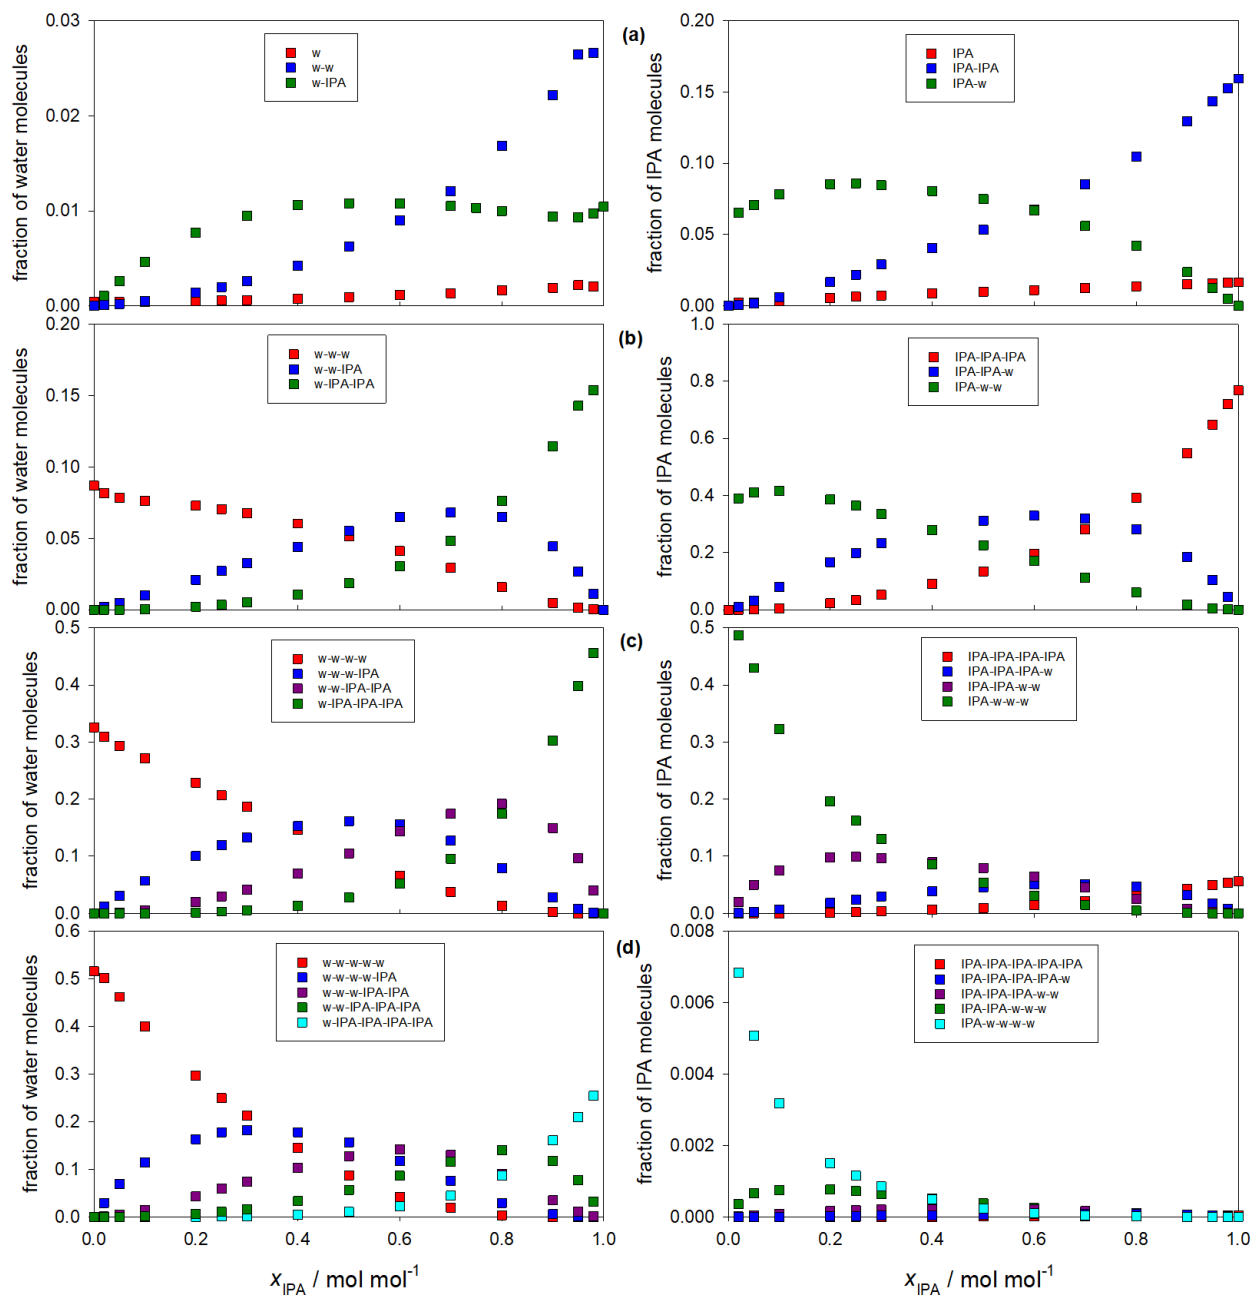 (a)
0.03
0.02
0.01
0.00
fraction of water molecules
w
w-w
w-IPA
0.20
0.15
0.10
0.05
0.00
fraction of IPA molecules
IPA
IPA-IPA
IPA-w
(b)
0.20
0.15
0.10
0.05
0.00
fraction of water molecules
w-w-w
w-w-IPA
w-IPA-IPA
1.0
0.8
0.6
0.4
0.2
0.0
fraction of IPA molecules
IPA-IPA-IPA
IPA-IPA-w
IPA-w-w
(c)
0.5
0.4
0.3
0.2
0.1
0.0
fraction of water molecules
w-w-w-w
w-w-w-IPA
w-w-IPA-IPA
w-IPA-IPA-IPA
0.5
0.4
0.3
0.2
0.1
0.0
fraction of IPA molecules
IPA-IPA-IPA-IPA
IPA-IPA-IPA-w
IPA-IPA-w-w
IPA-w-w-w
(d)
0.6
0.5
0.4
0.3
0.2
0.1
0.0
fraction of water molecules
w-w-w-w-w
w-w-w-w-IPA
w-w-w-IPA-IPA
w-w-IPA-IPA-IPA
w-IPA-IPA-IPA-IPA
0.0 0.2 0.4 0.6 0.8 1.0
x_IPA / mol mol⁻¹
0.008
0.006
0.004
0.002
0.000
fraction of IPA molecules
IPA-IPA-IPA-IPA-IPA
IPA-IPA-IPA-IPA-w
IPA-IPA-IPA-w-w
IPA-IPA-w-w-w
IPA-w-w-w-w
0.0 0.2 0.4 0.6 0.8 1.0
x_IPA / mol mol⁻¹